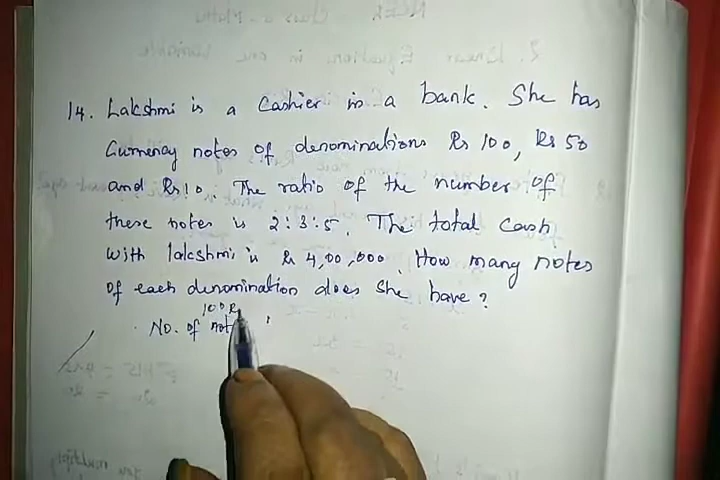 14. Lakshmi is a Cashier in a bank. She has
Currency notes of denominations Rs 100, Rs 50
and Rs 10. The ratio of the number of
these notes is 2:3:5. The total cash
with lakshmi is Rs 4,00,000. How many notes
of each denomination does she have?
100 Rs
No. of not :